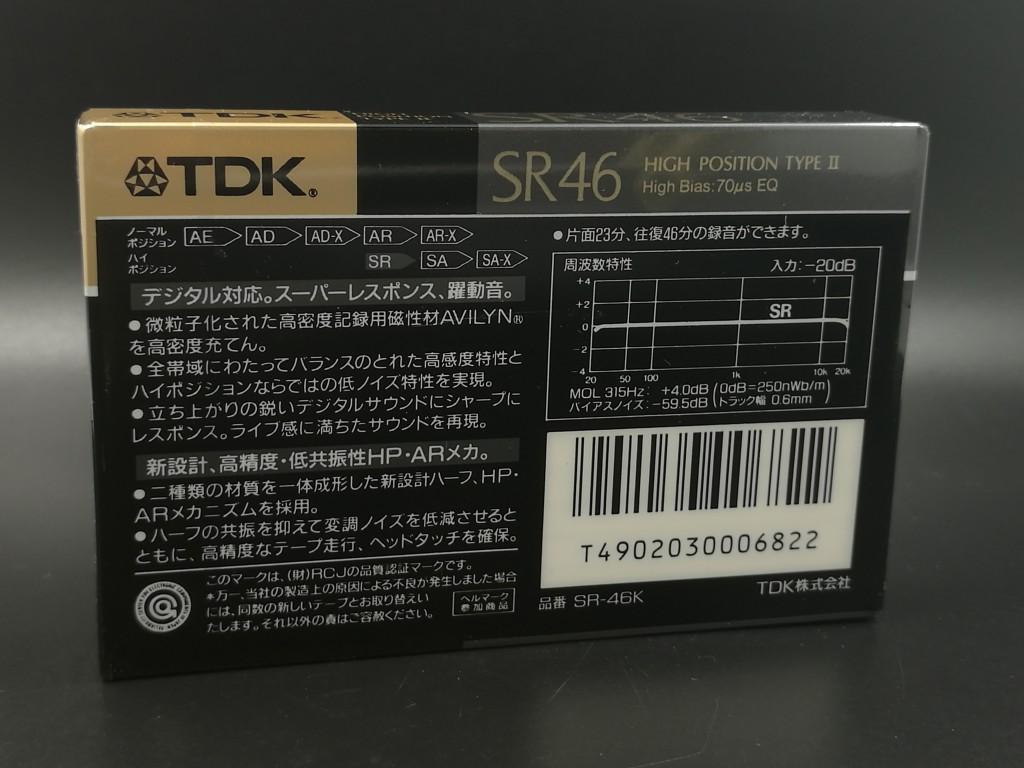 TDK
SR46
TDK®
SR46 HIGH POSITION TYPE II
High Bias:70μs EQ
ノーマル
ポジション AE AD AD-X AR AR-X
ハイ
ポジション SR SA SA-X
デジタル対応。スーパーレスポンス、躍動音。
●微粒子化された高密度記録用磁性材AVILYN®
を高密度充てん。
●全帯域にわたってバランスのとれた高感度特性と
ハイポジションならではの低ノイズ特性を実現。
●立ち上がりの鋭いデジタルサウンドにシャープに
レスポンス。ライブ感に満ちたサウンドを再現。
新設計、高精度・低共振性HP・ARメカ。
●二種類の材質を一体成形した新設計ハーフ、HP・
ARメカニズムを採用。
●ハーフの共振を抑えて変調ノイズを低減させると
ともに、高精度なテープ走行、ヘッドタッチを確保。
このマークは、(財)RCJの品質認証マークです。
*万一、当社の製造上の原因による不良が発生しました場合
には、同数の新しいテープとお取り替えい
たします。それ以外の責はご容赦ください。
ベルマーク
参加商品
●片面23分、往復46分の録音ができます。
周波数特性 入力:-20dB
+4
+2
0
-2
-4
SR
20 50 100 1k 10k 20k
MOL 315Hz: +4.0dB (0dB=250nWb/m
バイアスノイズ: -59.5dB トラック幅 0.6mm)
T4902030006822
品番 SR-46K TDK株式会社